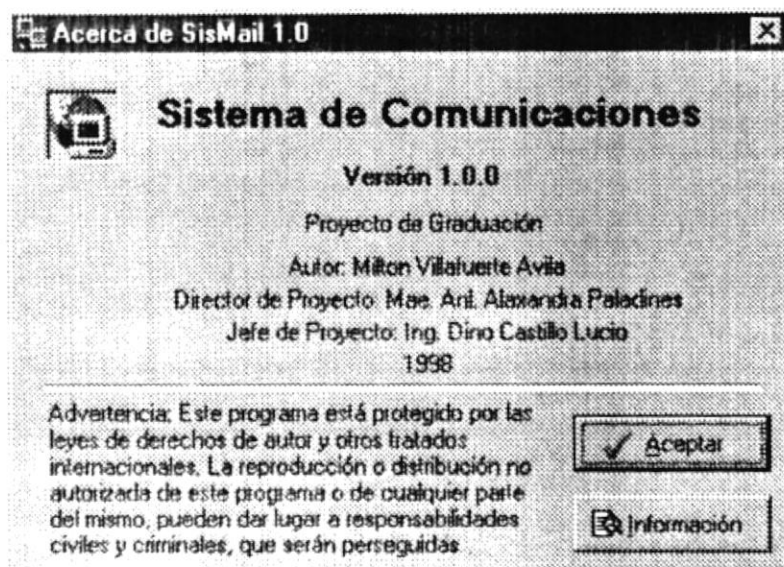 Acerca de SisMail 1.0
Sistema de Comunicaciones
Versión 1.0.0
Proyecto de Graduación
Autor: Milton Villafuerte Avila
Director de Proyecto: Mae. Anl. Alaxandra Paladines
Jefe de Proyecto: Ing. Dino Castillo Lucio
1998
Advertencia: Este programa está protegido por las
leyes de derechos de autor y otros tratados
internacionales. La reproducción o distribución no
autorizada de este programa o de cualquier parte
del mismo, pueden dar lugar a responsabilidades
civiles y criminales, que serán perseguidas
Aceptar
Información